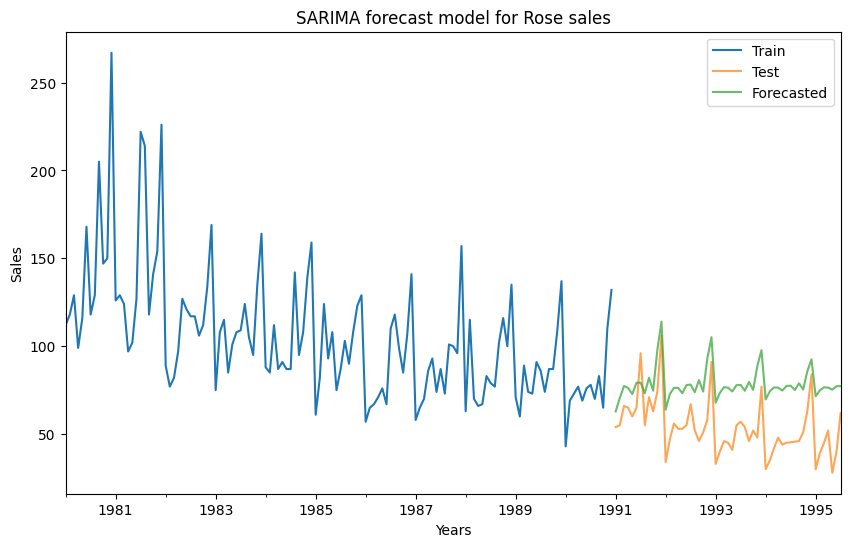 SARIMA forecast model for Rose sales
Train
Test
Forecasted
250
200
150
100
50
Sales
1981
1983
1985
1987
1989
1991
1993
1995
Years